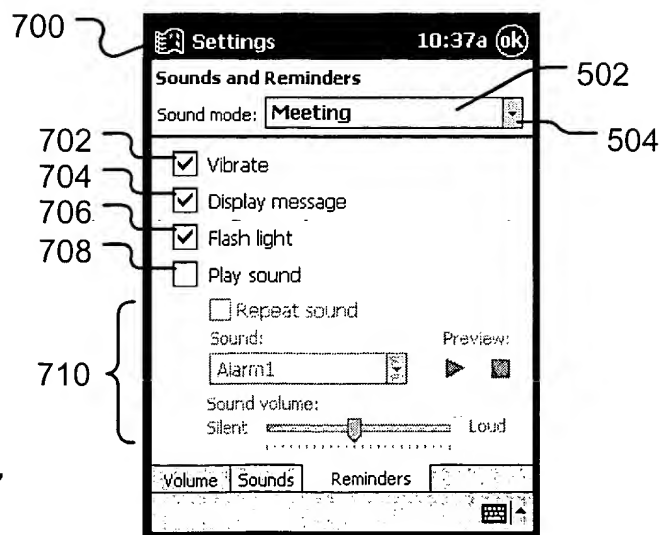 700
Settings 10:37a ok
Sounds and Reminders
502
Sound mode: Meeting
504
702
Vibrate
704
Display message
706
Flash light
708
Play sound
Repeat sound
Sound: Preview:
710
Alarm1
Sound volume:
Silent Loud
Volume Sounds Reminders